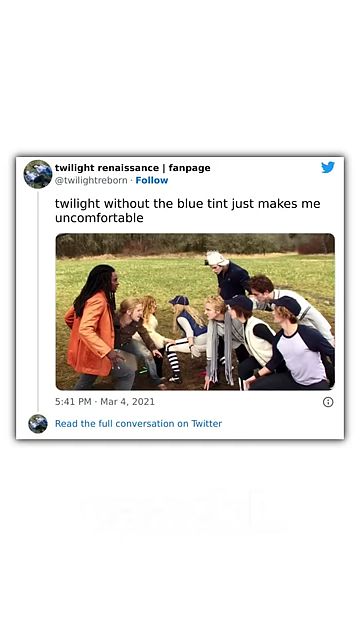 twilight renaissance | fanpage
@twilightreborn · Follow
twilight without the blue tint just makes me
uncomfortable
5:41 PM · Mar 4, 2021
Read the full conversation on Twitter